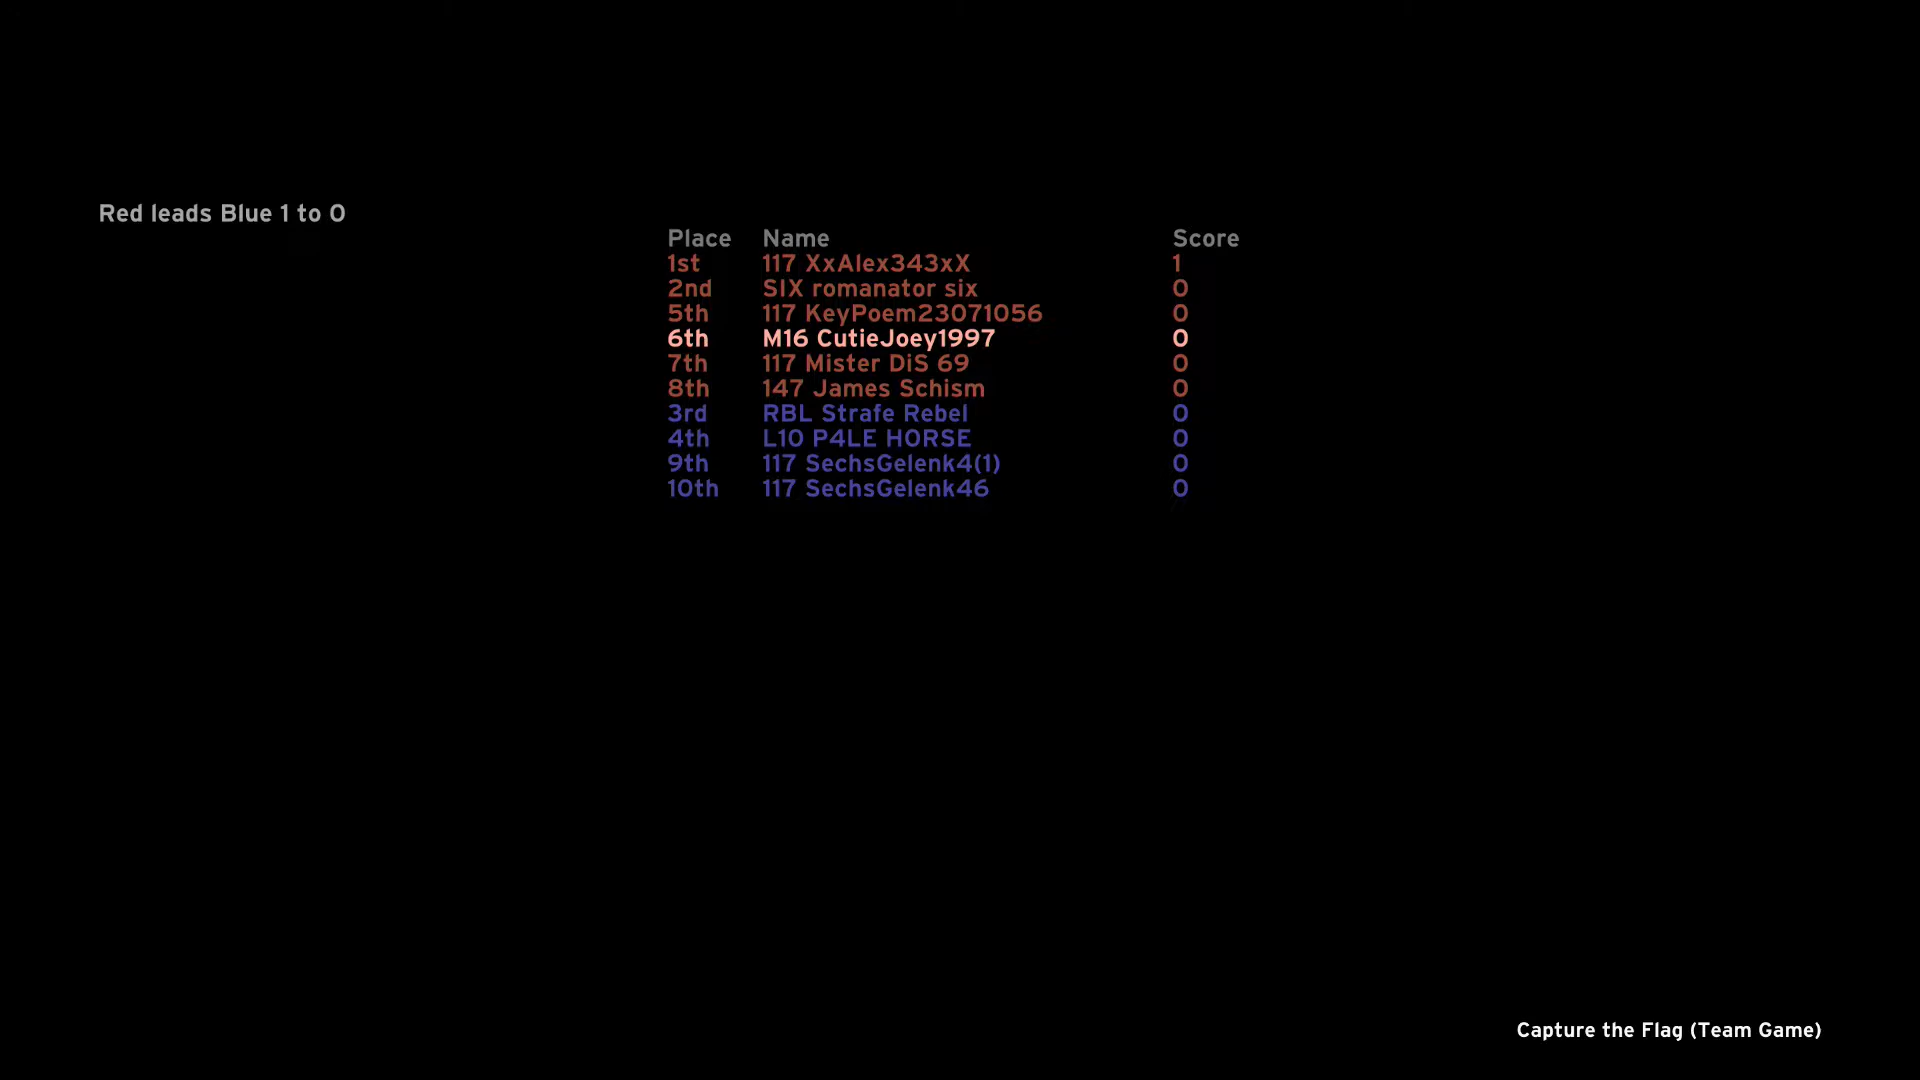 Red leads Blue 1 to 0
Place Name Score
1st 117 XxAlex343xX 1
2nd SIX romanator six 0
5th 117 KeyPoem23071056 0
6th M16 CutieJoey1997 0
7th 117 Mister DiS 69 0
8th 147 James Schism 0
3rd RBL Strafe Rebel 0
4th L10 P4LE HORSE 0
9th 117 SechsGelenk4(1) 0
10th 117 SechsGelenk46 0
Capture the Flag (Team Game)